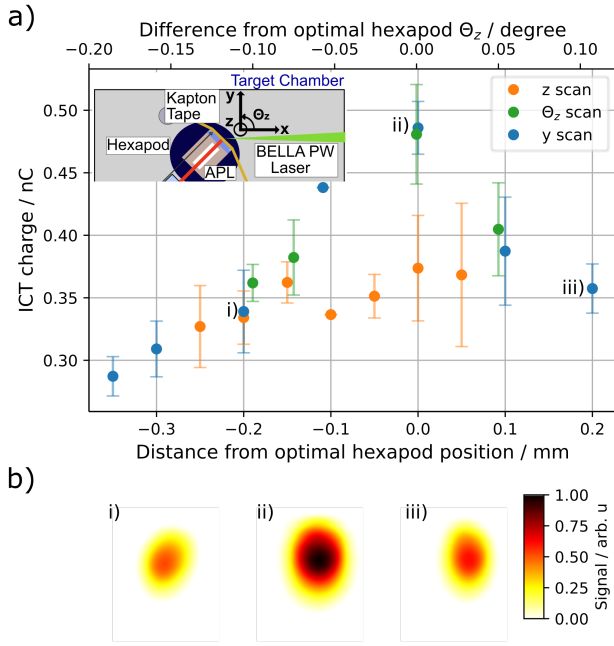 a)
Difference from optimal hexapod Θz / degree
−0.20 −0.15 −0.10 −0.05 0.00 0.05 0.10
Target Chamber
Kapton
Tape
y
Θz
z
x
Hexapod
APL
BELLA PW
Laser
z scan
Θz scan
y scan
ii)
i)
iii)
ICT charge / nC
0.50
0.45
0.40
0.35
0.30
−0.3 −0.2 −0.1 0.0 0.1 0.2
Distance from optimal hexapod position / mm
b)
i)
ii)
iii)
1.00
0.75
0.50
0.25
0.00
Signal / arb. u